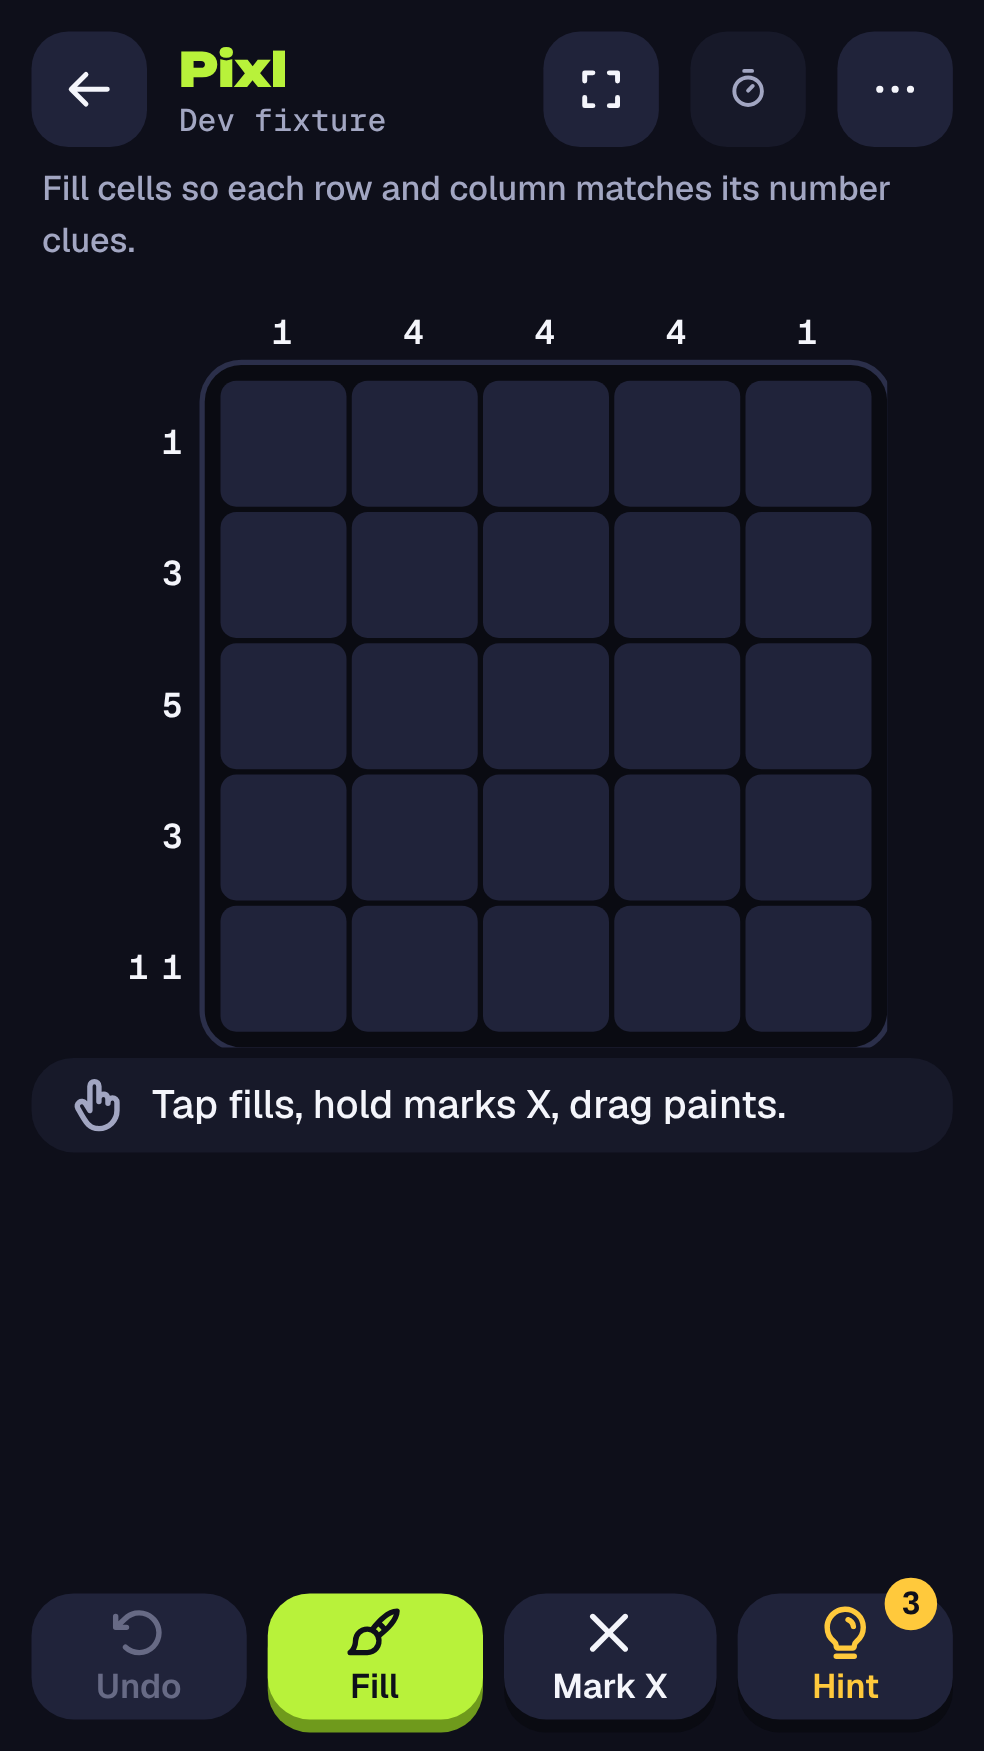 Pixl
Dev fixture
Fill cells so each row and column matches its number
clues.
1 4 4 4 1
1
3
5
3
1 1
Tap fills, hold marks X, drag paints.
3
Undo Fill Mark X Hint